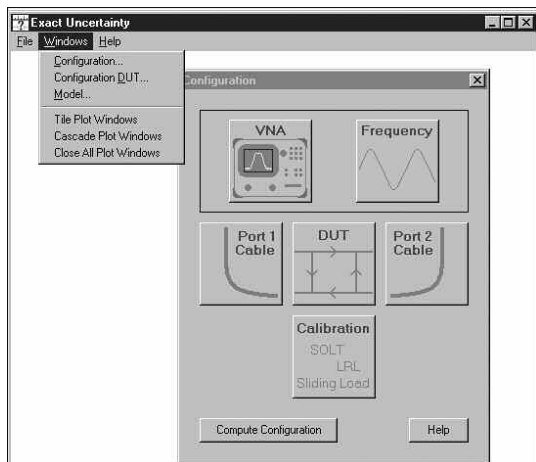 Exact Uncertainty
File Windows Help
Configuration...
Configuration DUT...
Model...
Tile Plot Windows
Cascade Plot Windows
Close All Plot Windows
Configuration
VNA
Frequency
Port 1
Cable
DUT
Port 2
Cable
Calibration
SOLT
LRL
Sliding Load
Compute Configuration
Help